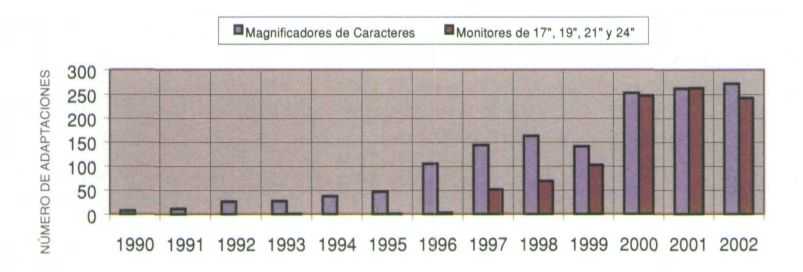 Magnificadores de Caracteres Monitores de 17", 19", 21" y 24"
NÚMERO DE ADAPTACIONES
300
250
200
150
100
50
0
1990 1991 1992 1993 1994 1995 1996 1997 1998 1999 2000 2001 2002